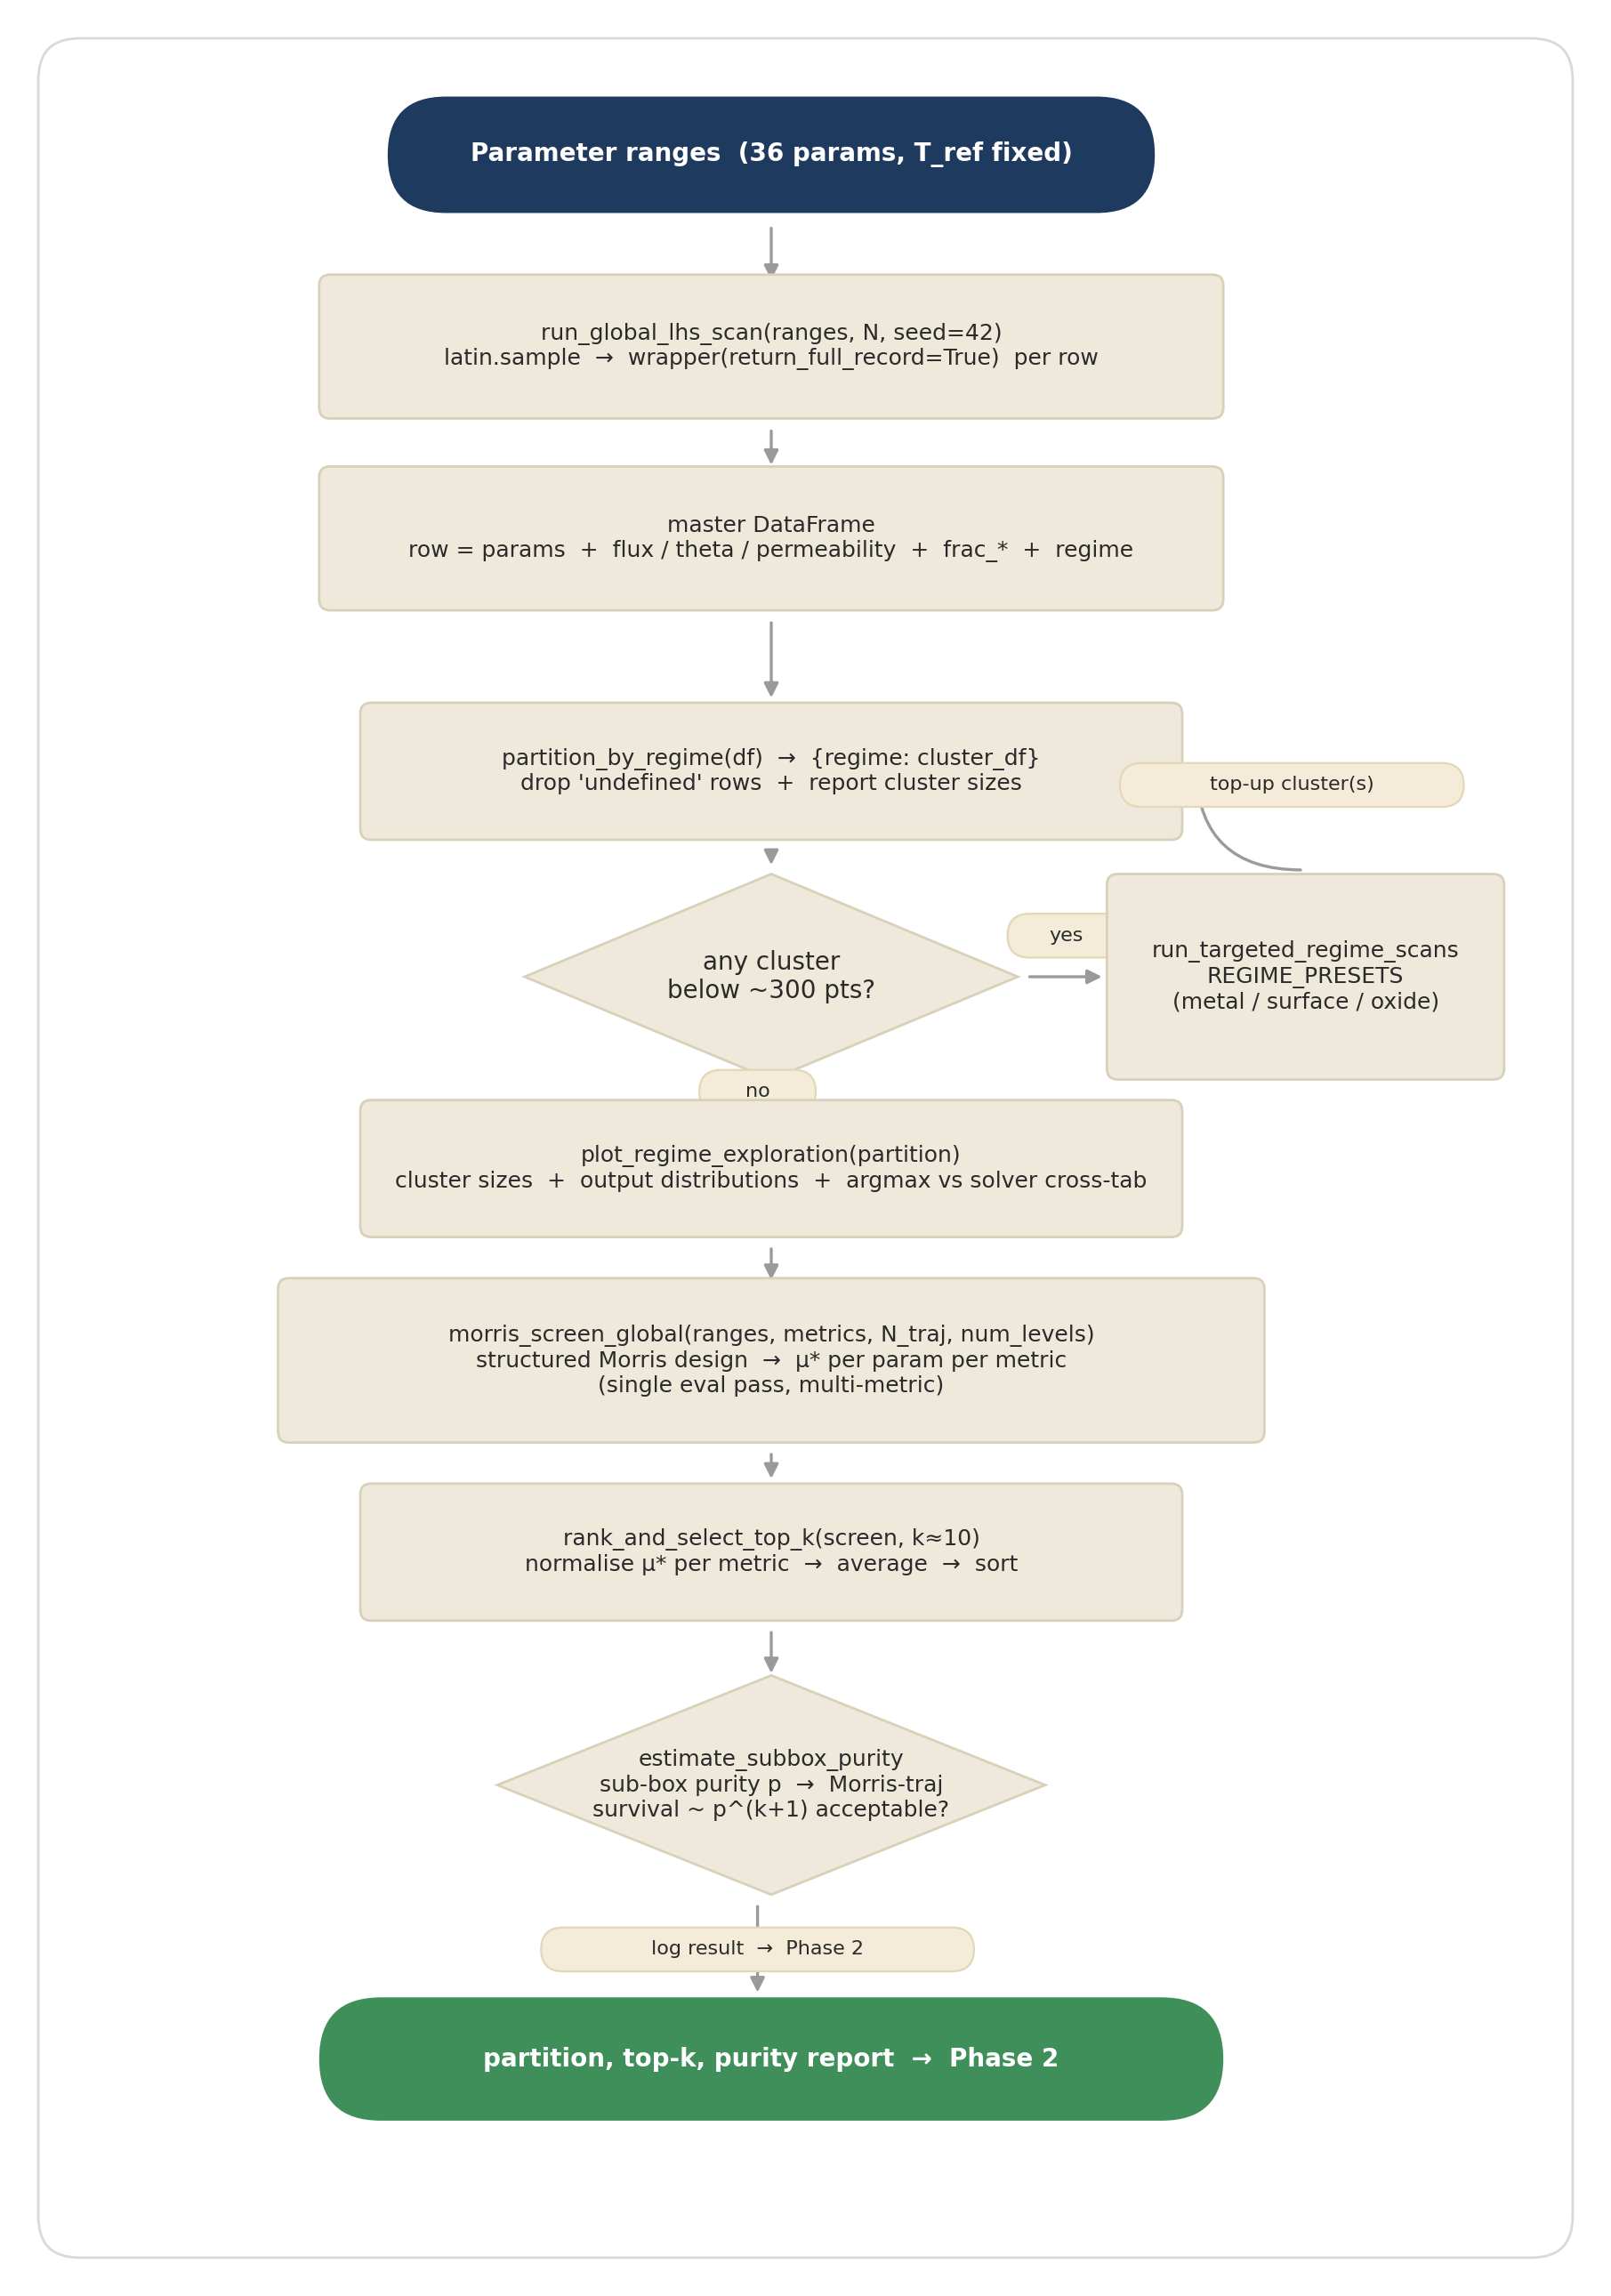 Parameter ranges  (36 params, T_ref fixed)
run_global_lhs_scan(ranges, N, seed=42)
latin.sample  →  wrapper(return_full_record=True)  per row
master DataFrame
row = params  +  flux / theta / permeability  +  frac_*  +  regime
partition_by_regime(df)  →  {regime: cluster_df}
drop 'undefined' rows  +  report cluster sizes
top-up cluster(s)
any cluster
below ~300 pts?
yes
run_targeted_regime_scans
REGIME_PRESETS
(metal / surface / oxide)
no
plot_regime_exploration(partition)
cluster sizes  +  output distributions  +  argmax vs solver cross-tab
morris_screen_global(ranges, metrics, N_traj, num_levels)
structured Morris design  →  μ* per param per metric
(single eval pass, multi-metric)
rank_and_select_top_k(screen, k≈10)
normalise μ* per metric  →  average  →  sort
estimate_subbox_purity
sub-box purity p  →  Morris-traj
survival ~ p^(k+1) acceptable?
log result  →  Phase 2
partition, top-k, purity report  →  Phase 2